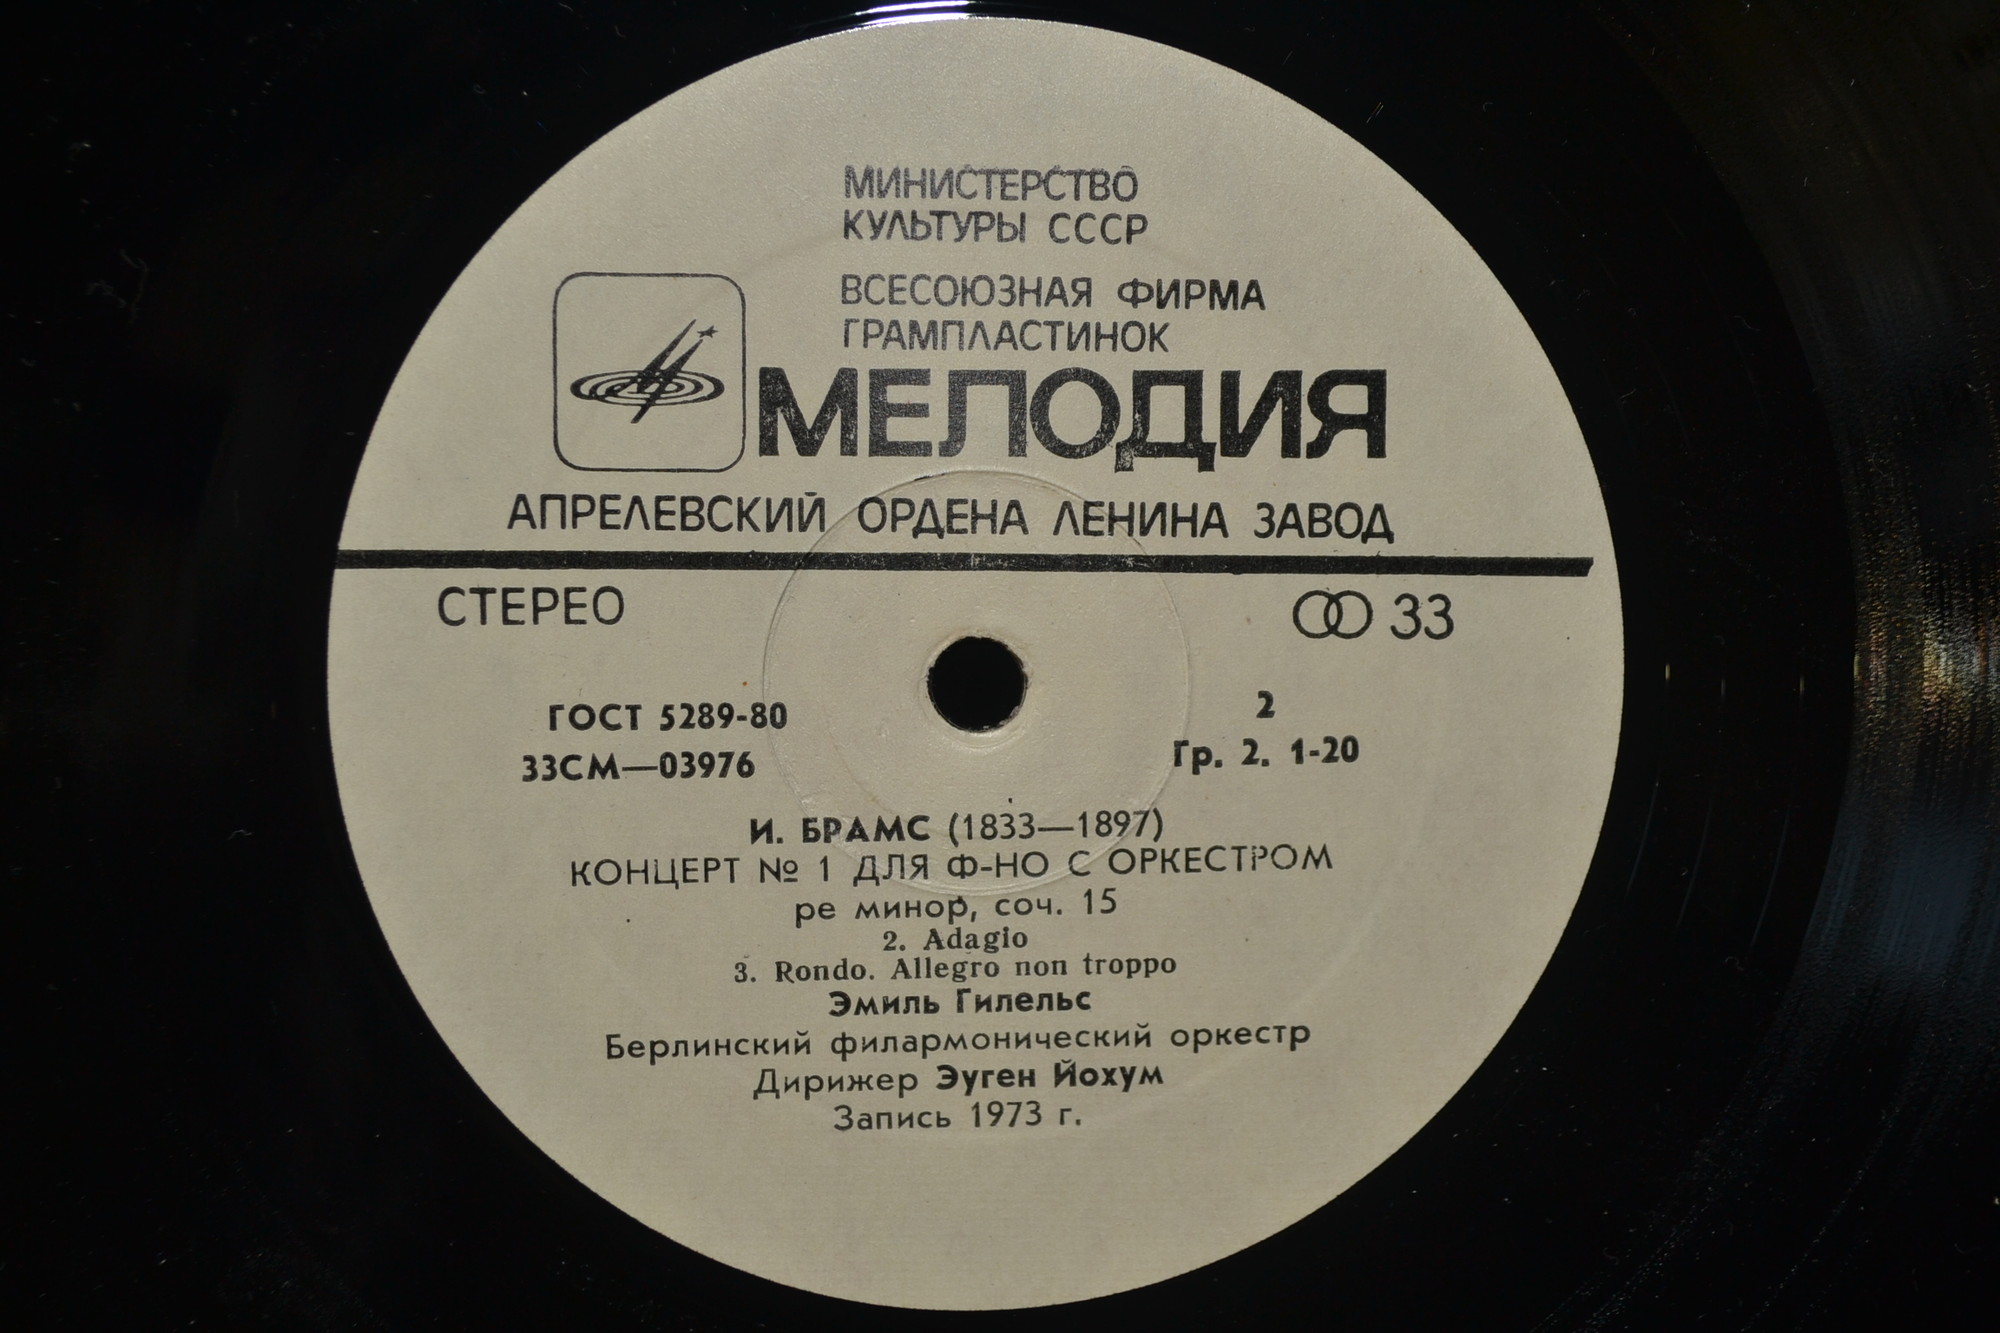 МИНИСТЕРСТВО
КУЛЬТУРЫ СССР
ВСЕСОЮЗНАЯ ФИРМА
ГРАМПЛАСТИНОК
МЕЛОДИЯ
АПРЕЛЕВСКИЙ ОРДЕНА ЛЕНИНА ЗАВОД
СТЕРЕО
33
ГОСТ 5289-80
2
33СМ—03976
Гр. 2. 1-20
И. БРАМС (1833—1897)
КОНЦЕРТ № 1 ДЛЯ Ф-НО С ОРКЕСТРОМ
ре минор, соч. 15
2. Adagio
3. Rondo. Allegro non troppo
Эмиль Гилельс
Берлинский филармонический оркестр
Дирижер Эуген Йохум
Запись 1973 г.